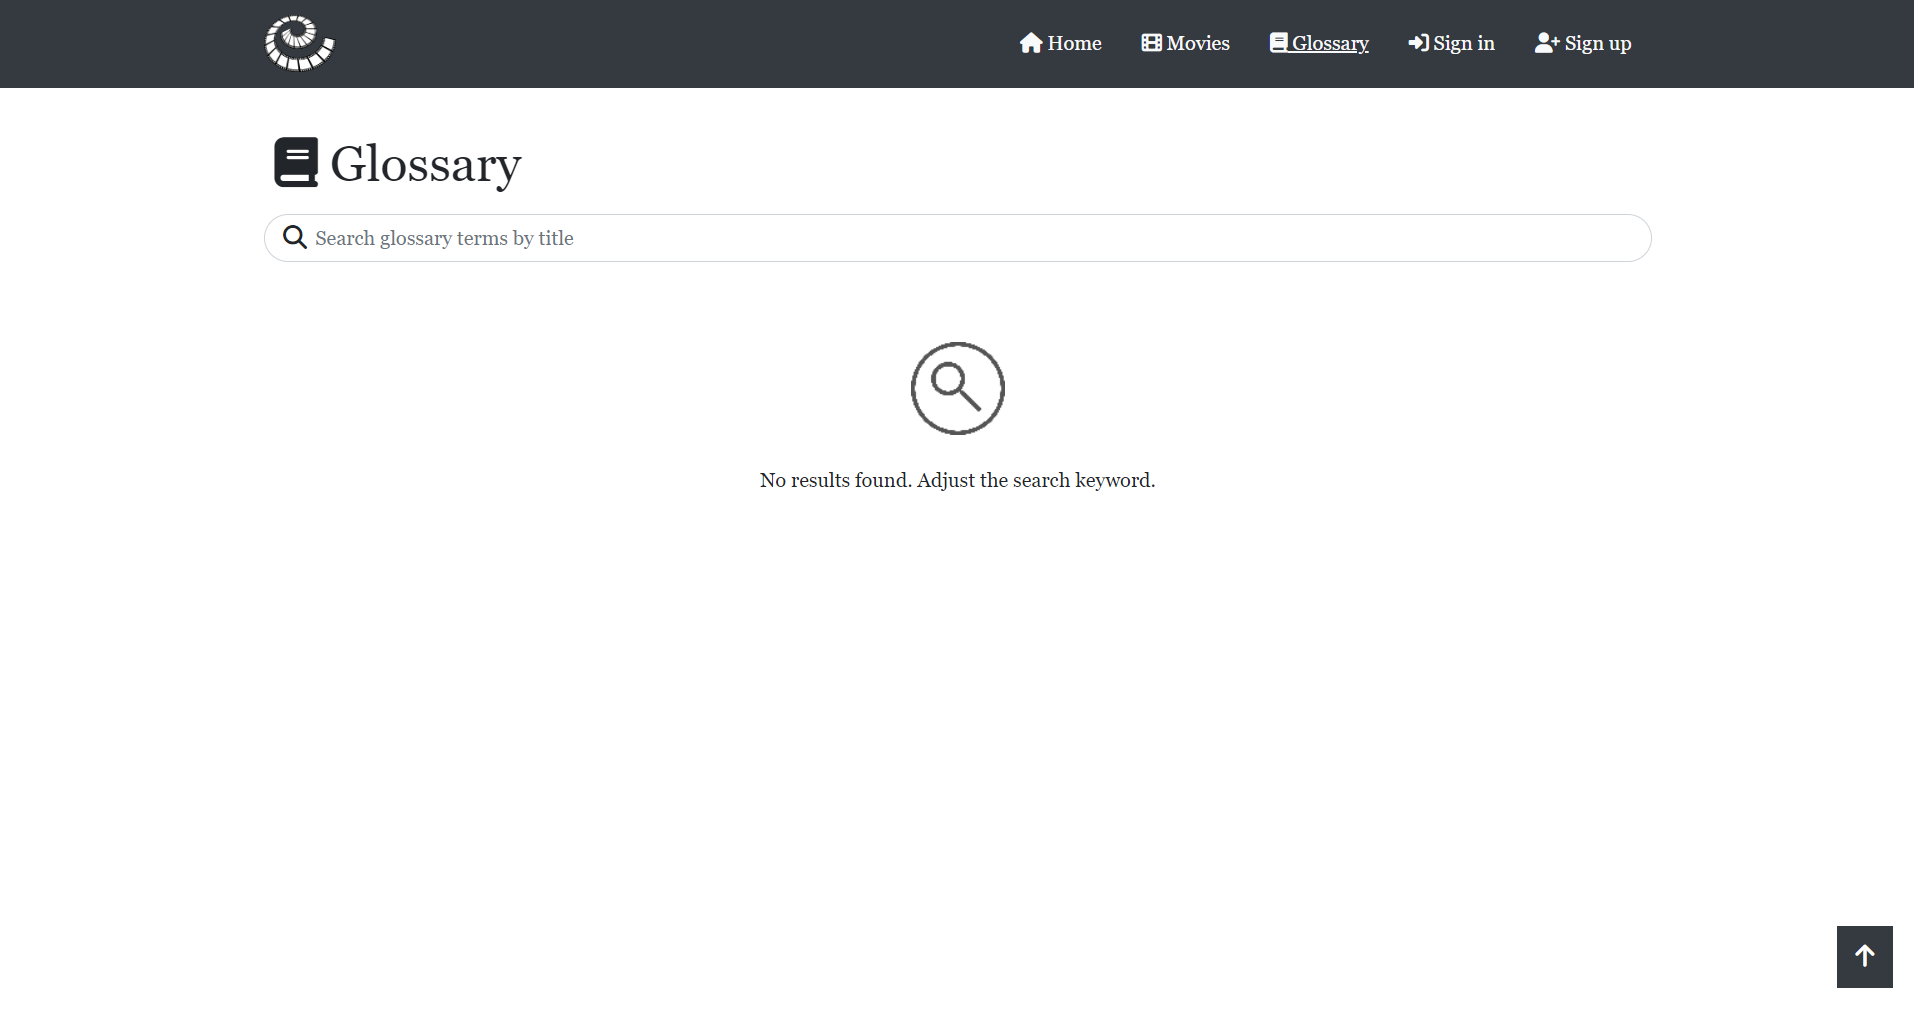 Home Movies Glossary Sign in Sign up
Glossary
Search glossary terms by title
No results found. Adjust the search keyword.